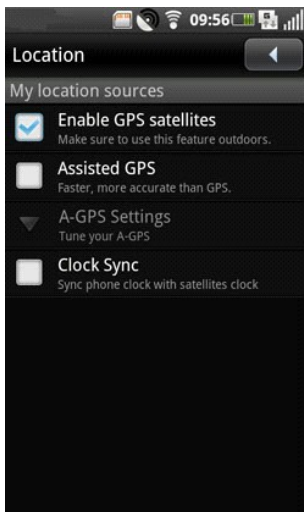 09:56
Location
My location sources
Enable GPS satellites
Make sure to use this feature outdoors.
Assisted GPS
Faster, more accurate than GPS.
A-GPS Settings
Tune your A-GPS
Clock Sync
Sync phone clock with satellites clock